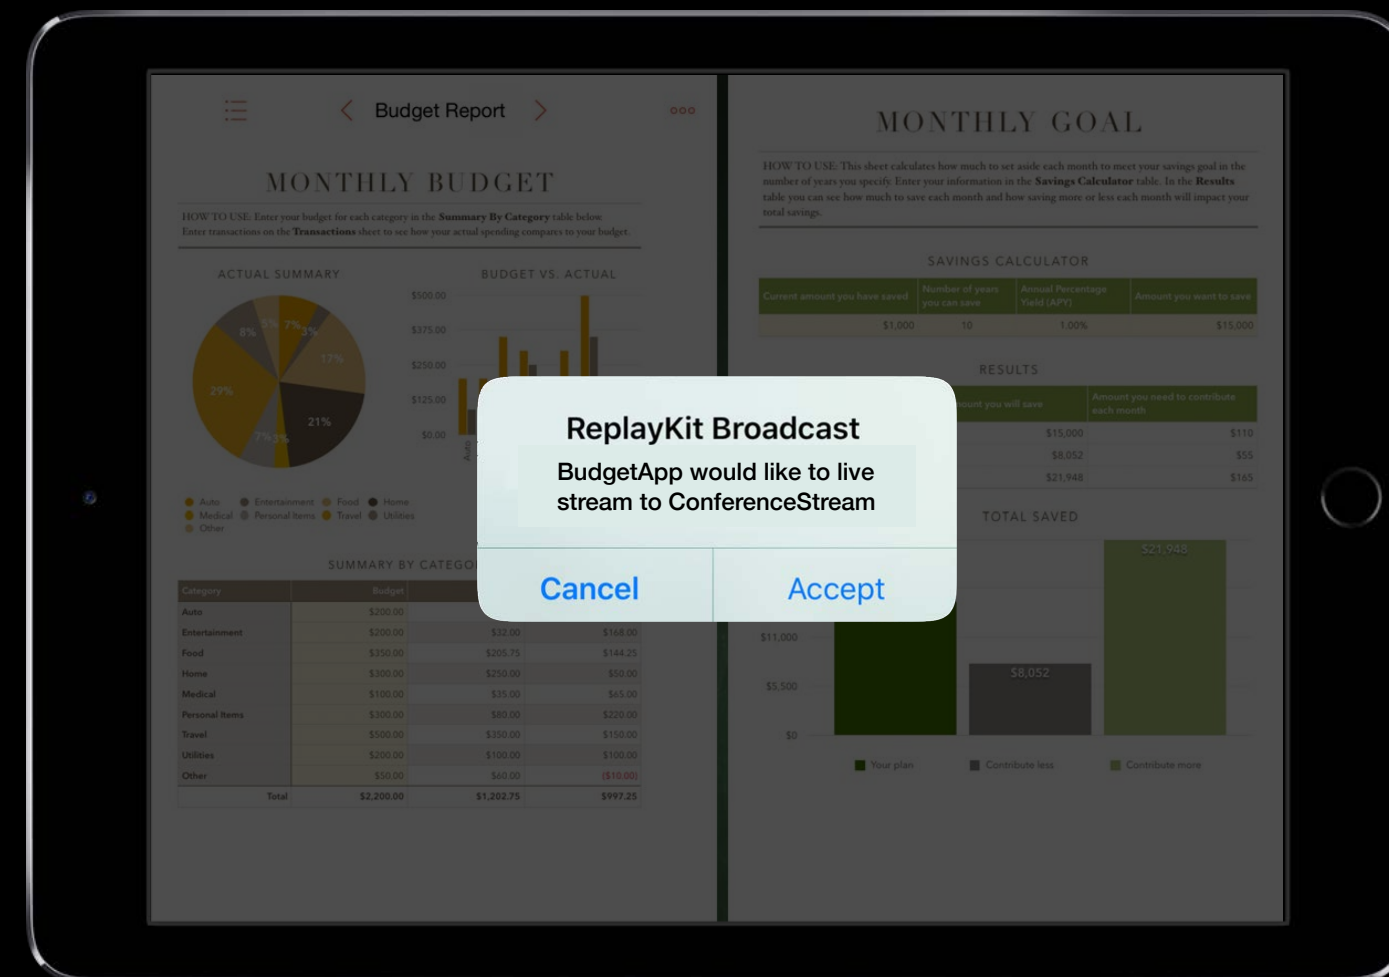 Budget Report
MONTHLY BUDGET
HOW TO USE: Enter your budget for each category in the Summary By Category table below
Enter transactions on the Transactions sheet to see how your actual spending compares to your budget.
ACTUAL SUMMARY
8%
5%
7%
3%
17%
29%
21%
7%
3%
Auto Entertainment Food Home
Medical Personal Items Travel Utilities
Other
BUDGET VS. ACTUAL
$500.00
$375.00
$250.00
$125.00
$0.00
Auto
SUMMARY BY
Category Budget
Auto $200.00
Entertainment $200.00 $32.00 $168.00
Food $350.00 $205.75 $144.25
Home $300.00 $250.00 $50.00
Medical $100.00 $35.00 $65.00
Personal Items $300.00 $80.00 $220.00
Travel $500.00 $350.00 $150.00
Utilities $200.00 $100.00 $100.00
Other $50.00 $60.00 ($10.00)
Total $2,200.00 $1,202.75 $997.25
ReplayKit Broadcast
BudgetApp would like to live
stream to ConferenceStream
Cancel Accept
MONTHLY GOAL
HOW TO USE: This sheet calculates how much to set aside each month to meet your savings goal in the
number of years you specify. Enter your information in the Savings Calculator table. In the Results
table you can see how much to save each month and how saving more or less each month will impact your
total savings.
SAVINGS CALCULATOR
Current amount you have saved Number of years you can save Annual Percentage Yield (APY) Amount you want to save
$1,000 10 1.00% $15,000
RESULTS
you will save Amount you need to contribute each month
$15,000 $110
$8,052 $55
$21,948 $165
TOTAL SAVED
$21,948
$11,000
$8,052
$5,500
$0
Your plan Contribute less Contribute more